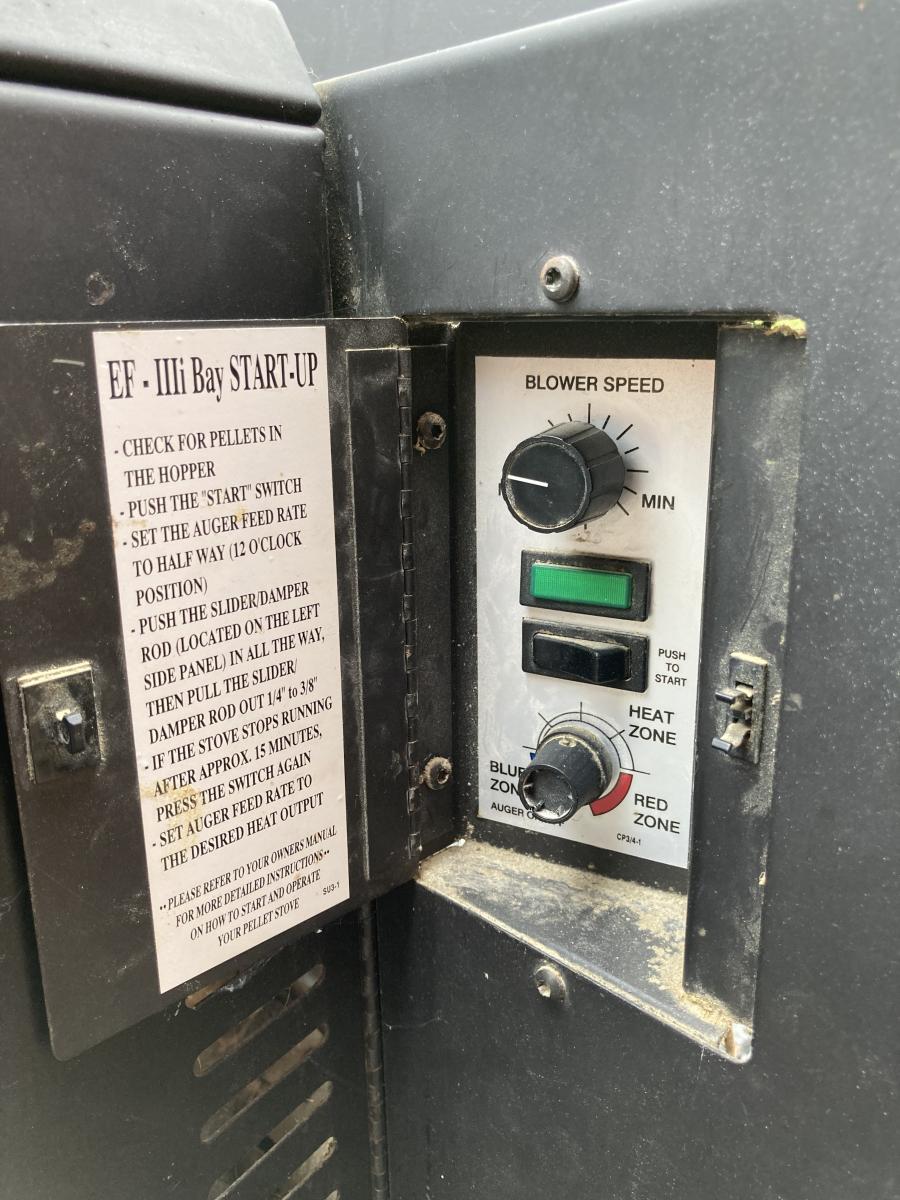 EF - IIIi Bay START-UP
- CHECK FOR PELLETS IN
THE HOPPER
- PUSH THE "START" SWITCH
- SET THE AUGER FEED RATE
TO HALF WAY (12 O'CLOCK
POSITION)
- PUSH THE SLIDER/DAMPER
ROD (LOCATED ON THE LEFT
SIDE PANEL) IN ALL THE WAY,
THEN PULL THE SLIDER/
DAMPER ROD OUT 1/4" to 3/8"
- IF THE STOVE STOPS RUNNING
AFTER APPROX. 15 MINUTES,
PRESS THE SWITCH AGAIN
- SET AUGER FEED RATE TO
THE DESIRED HEAT OUTPUT
••PLEASE REFER TO YOUR OWNERS MANUAL
FOR MORE DETAILED INSTRUCTIONS••
ON HOW TO START AND OPERATE
YOUR PELLET STOVE
SU3-1
BLOWER SPEED
MIN
PUSH
TO
START
HEAT
ZONE
ZONE
RED
ZONE
AUGER
CP3/4-1